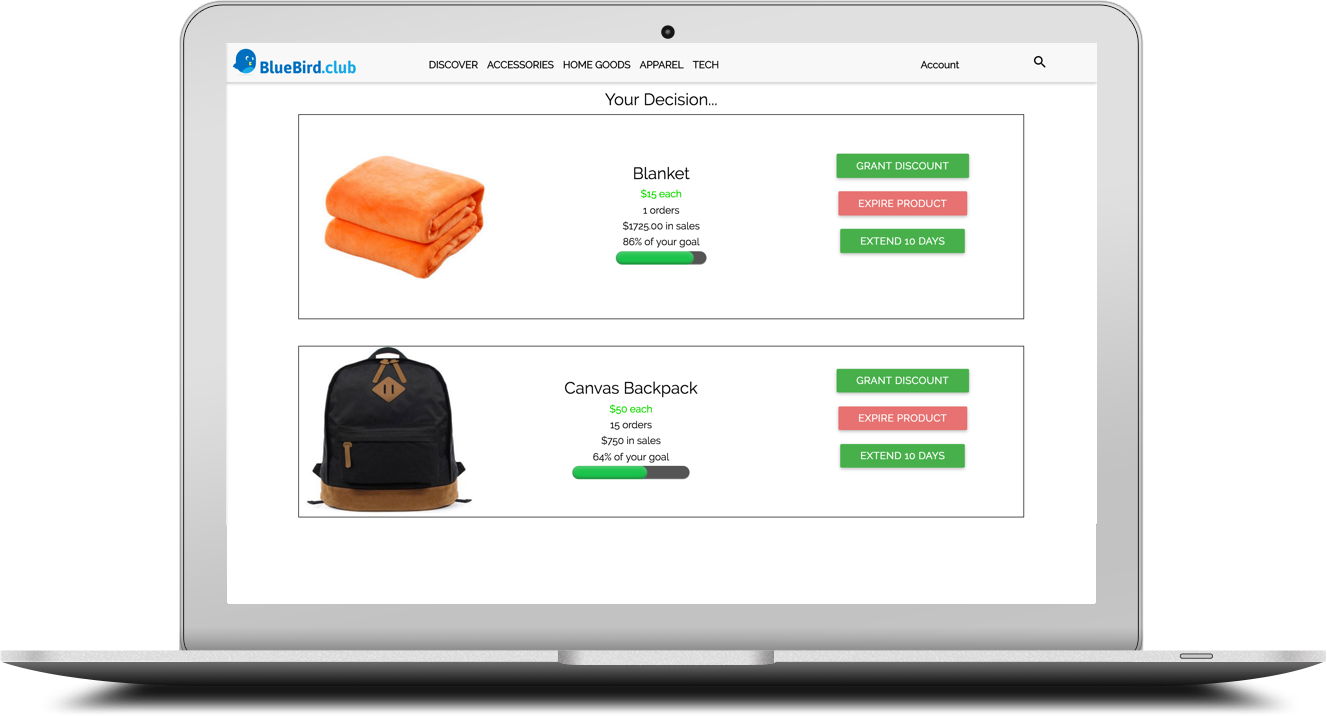 BlueBird.club
DISCOVER ACCESSORIES HOME GOODS APPAREL TECH
Account
Your Decision...
Blanket
$15 each
1 orders
$1725.00 in sales
86% of your goal
GRANT DISCOUNT
EXPIRE PRODUCT
EXTEND 10 DAYS
Canvas Backpack
$50 each
15 orders
$750 in sales
64% of your goal
GRANT DISCOUNT
EXPIRE PRODUCT
EXTEND 10 DAYS